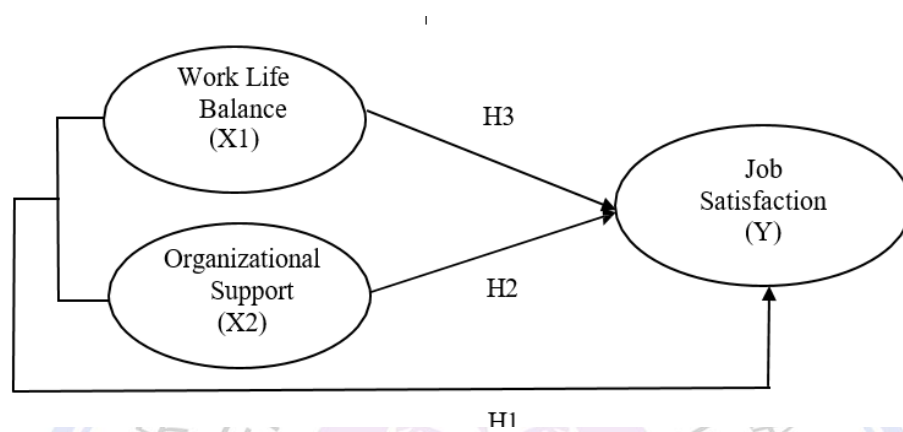 Work Life
Balance
(X1)
H3
Job
Satisfaction
(Y)
Organizational
Support
(X2)
H2
H1